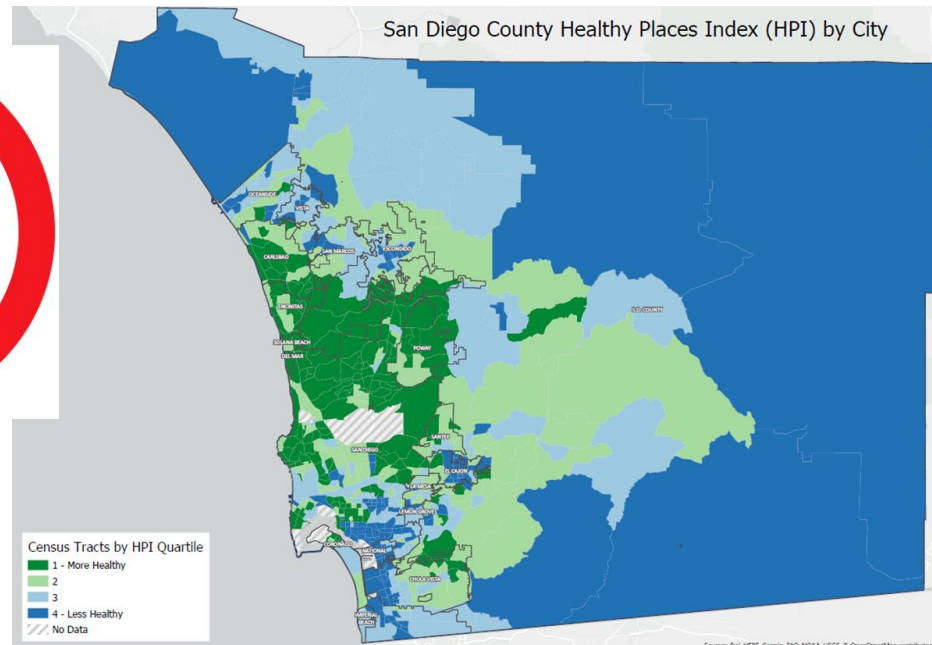 San Diego County Healthy Places Index (HPI) by City
OCEANSIDE
VISTA
SAN MARCOS
ESCONDIDO
CARLSBAD
ENCINITAS
SOLANA BEACH
DEL MAR
POWAY
S.D. COUNTY
SANTEE
SAN DIEGO
EL CAJON
LA MESA
LEMON GROVE
CORONADO
NATIONAL
CITY
CHULA VISTA
IMPERIAL
BEACH
Census Tracts by HPI Quartile
1 - More Healthy
2
3
4 - Less Healthy
No Data